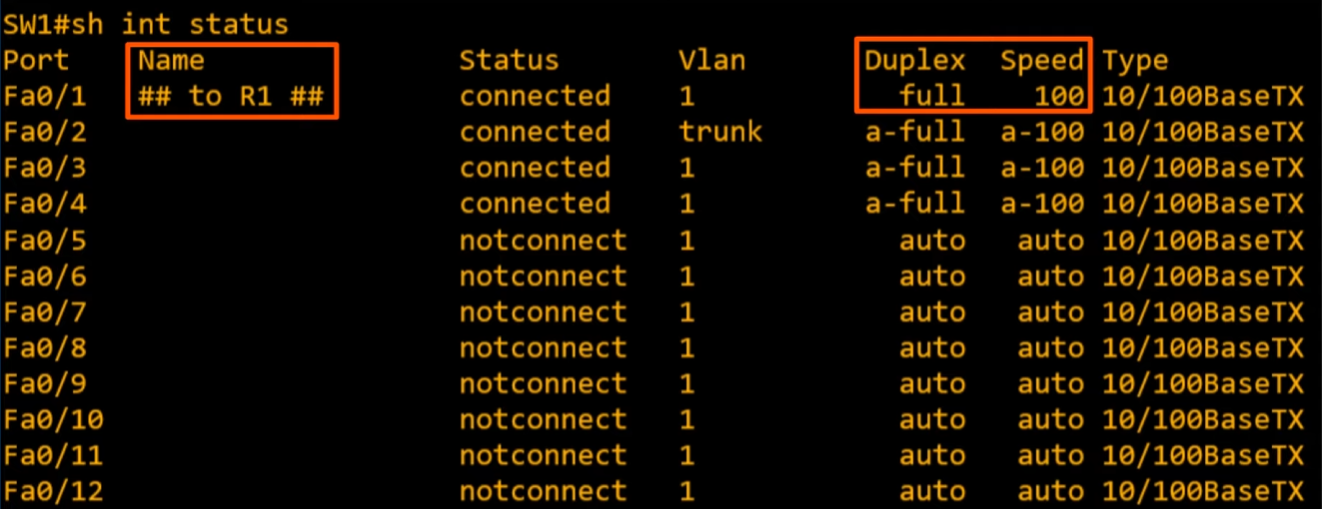 SW1#sh int status
Port Name Status Vlan Duplex Speed Type
Fa0/1 ## to R1 ## connected 1 full 100 10/100BaseTX
Fa0/2 connected trunk a-full a-100 10/100BaseTX
Fa0/3 connected 1 a-full a-100 10/100BaseTX
Fa0/4 connected 1 a-full a-100 10/100BaseTX
Fa0/5 notconnect 1 auto auto 10/100BaseTX
Fa0/6 notconnect 1 auto auto 10/100BaseTX
Fa0/7 notconnect 1 auto auto 10/100BaseTX
Fa0/8 notconnect 1 auto auto 10/100BaseTX
Fa0/9 notconnect 1 auto auto 10/100BaseTX
Fa0/10 notconnect 1 auto auto 10/100BaseTX
Fa0/11 notconnect 1 auto auto 10/100BaseTX
Fa0/12 notconnect 1 auto auto 10/100BaseTX